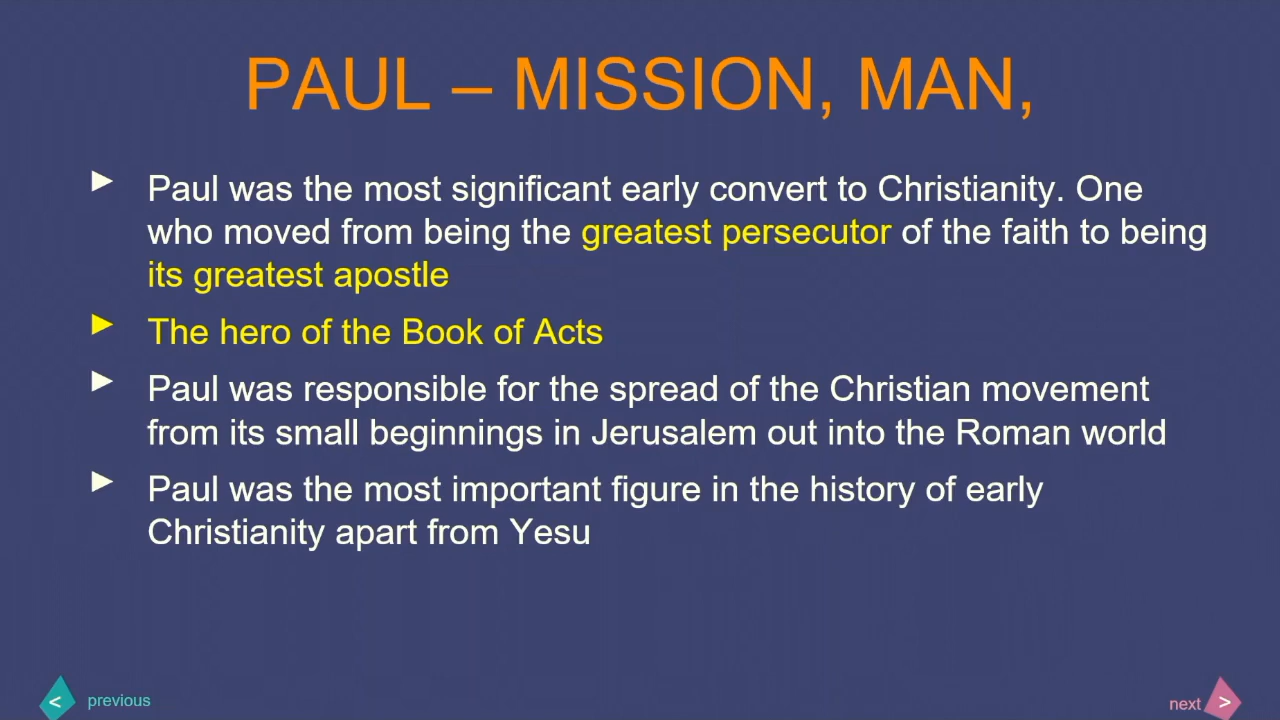 PAUL – MISSION, MAN,
Paul was the most significant early convert to Christianity. One
who moved from being the greatest persecutor of the faith to being
its greatest apostle
The hero of the Book of Acts
Paul was responsible for the spread of the Christian movement
from its small beginnings in Jerusalem out into the Roman world
Paul was the most important figure in the history of early
Christianity apart from Yesu
< previous
next >